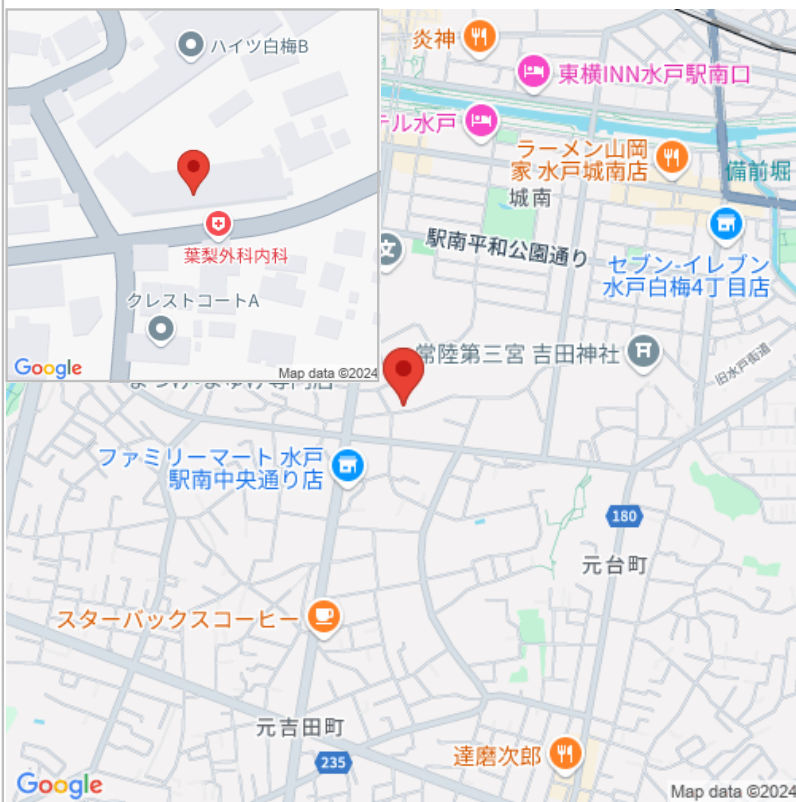 ハイツ白梅B
葉梨外科内科
クレストコートA
Google
Map data ©2024
炎神
東横INN水戸駅南口
テル水戸
ラーメン山岡
家 水戸城南店
備前堀
城南
駅南平和公園通り
セブン-イレブン
水戸白梅4丁目店
常陸第三宮 吉田神社
旧水戸街道
ファミリーマート 水戸
駅南中央通り店
180
元台町
スターバックスコーヒー
元吉田町
235
達磨次郎
Google
Map data ©2024